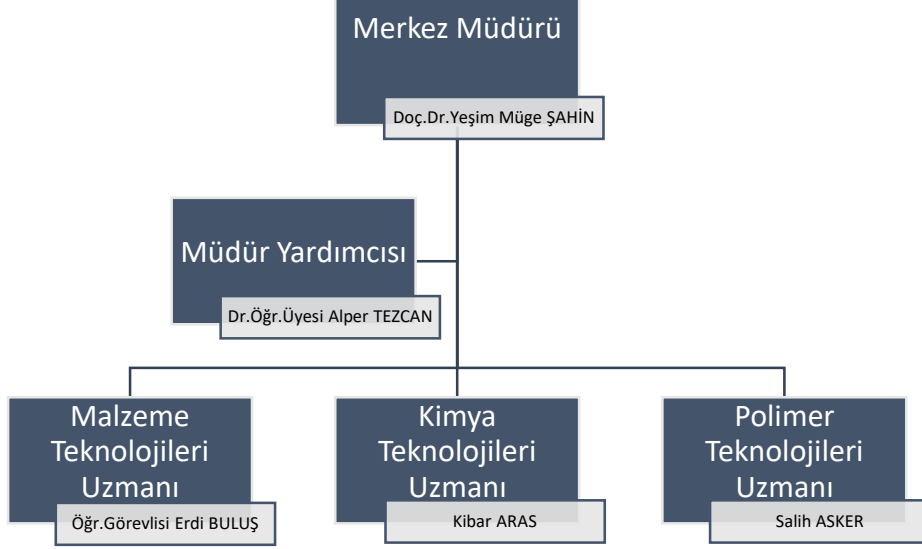 Merkez Müdürü
Doç.Dr.Yeşim Müge ŞAHİN
Müdür Yardımcısı
Dr.Öğr.Üyesi Alper TEZCAN
Malzeme
Teknolojileri
Uzmanı
Öğr.Görevlisi Erdi BULUŞ
Kimya
Teknolojileri
Uzmanı
Kibar ARAS
Polimer
Teknolojileri
Uzmanı
Salih ASKER